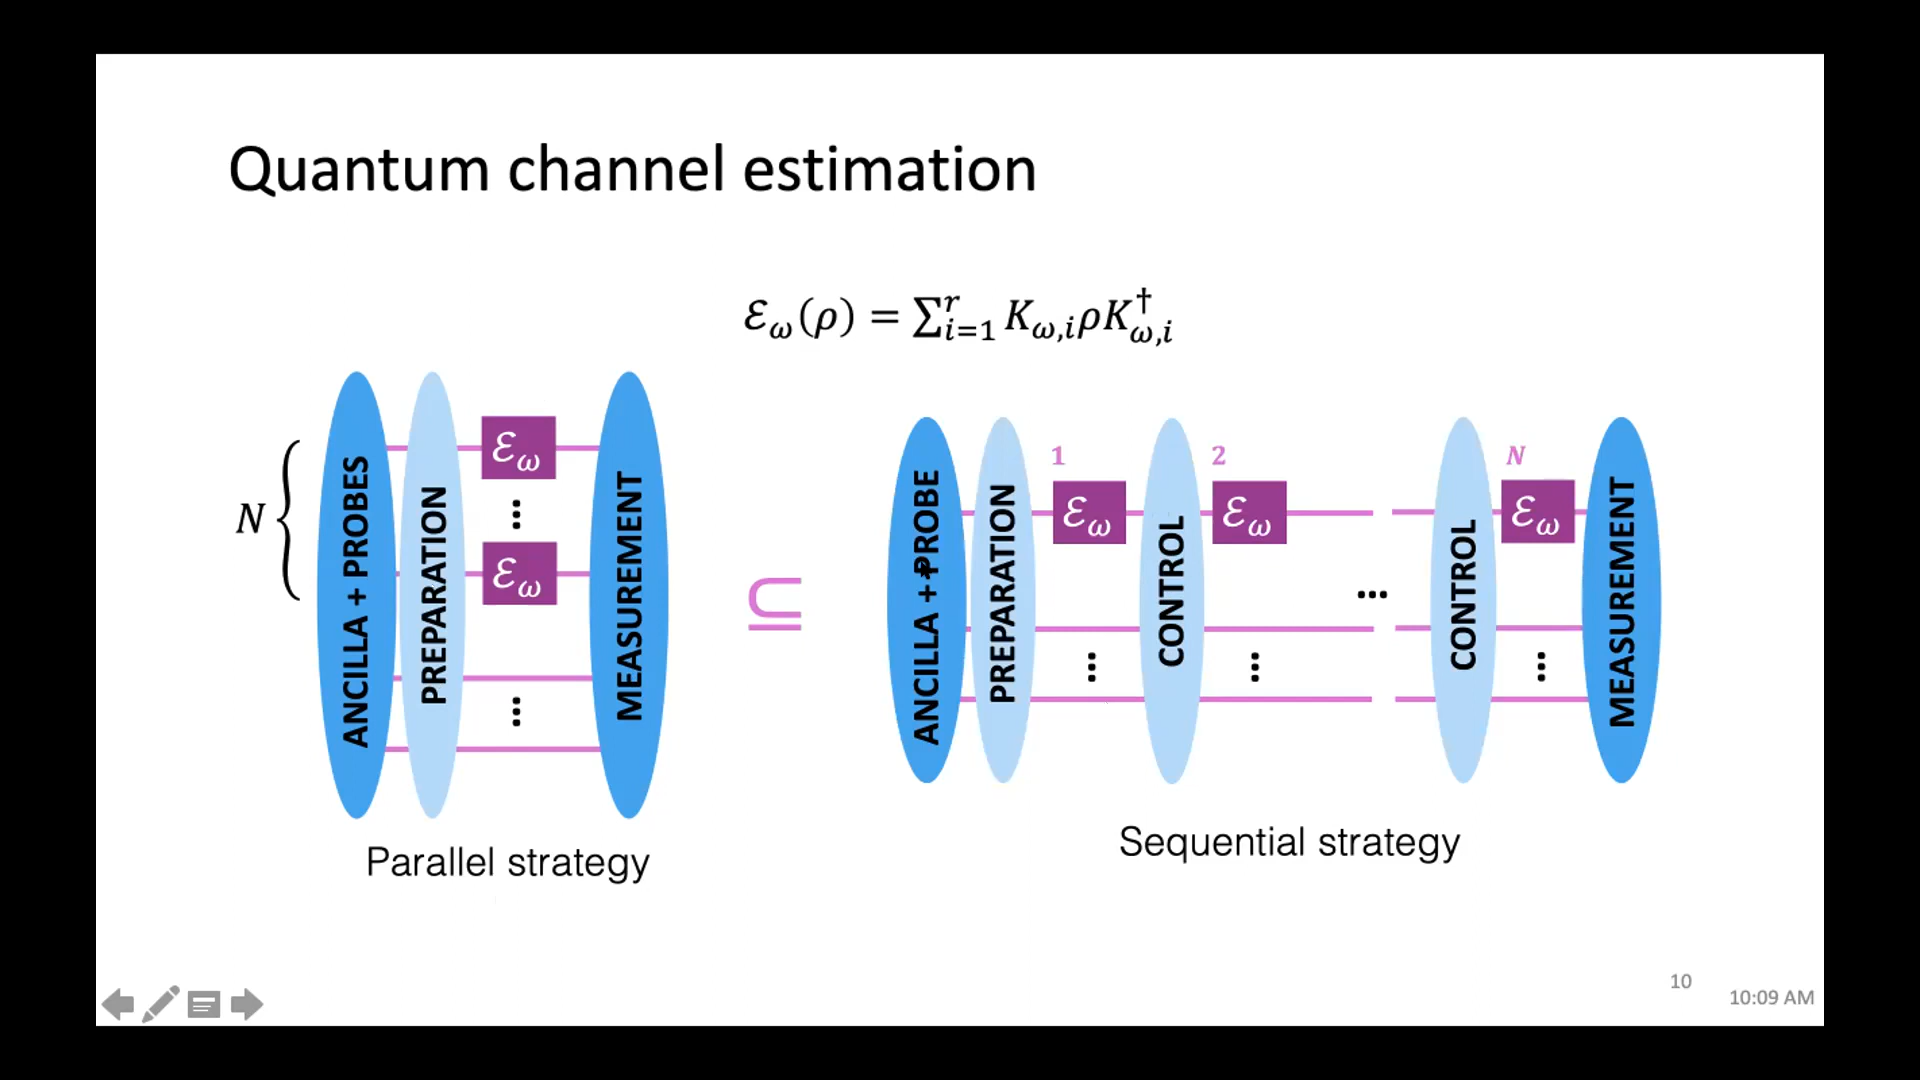 Quantum channel estimation
ℰ_ω(ρ) = ∑_{i=1}^{r} K_{ω,i} ρ K_{ω,i}^†
N
{
ANCILLA + PROBES
PREPARATION
ℰ_ω
⋮
ℰ_ω
⋮
MEASUREMENT
Parallel strategy
⊆
ANCILLA + PROBE
PREPARATION
1
ℰ_ω
⋮
CONTROL
2
ℰ_ω
⋮
...
CONTROL
N
ℰ_ω
⋮
MEASUREMENT
Sequential strategy
10
10:09 AM